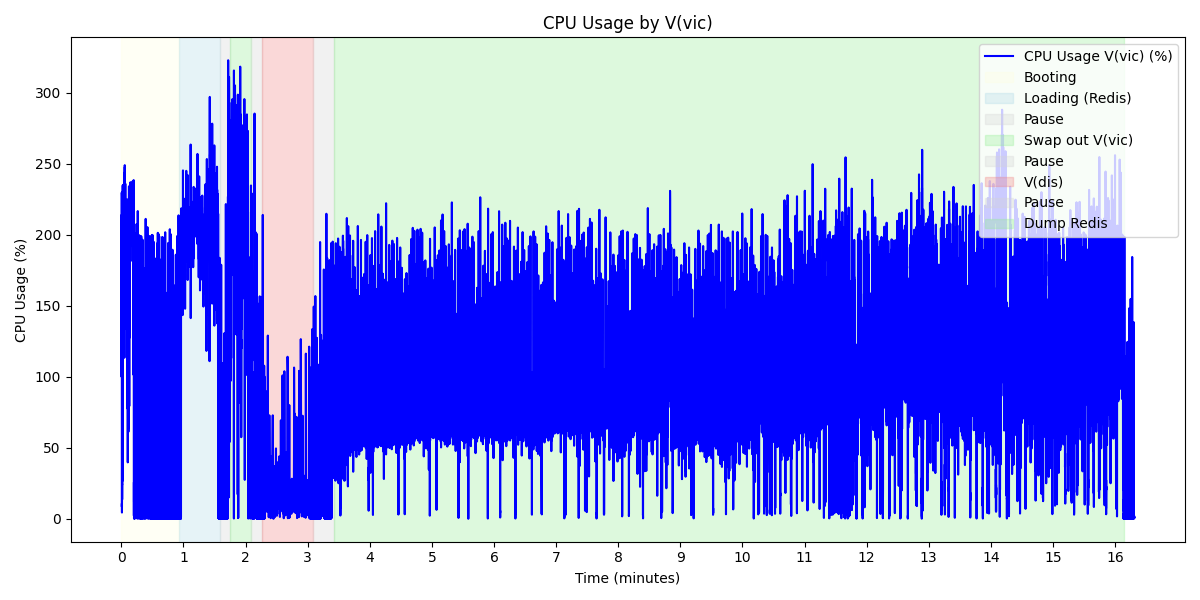 CPU Usage by V(vic)
CPU Usage V(vic) (%)
Booting
Loading (Redis)
Pause
Swap out V(vic)
Pause
V(dis)
Pause
Dump Redis
CPU Usage (%)
300
250
200
150
100
50
0
0 1 2 3 4 5 6 7 8 9 10 11 12 13 14 15 16
Time (minutes)